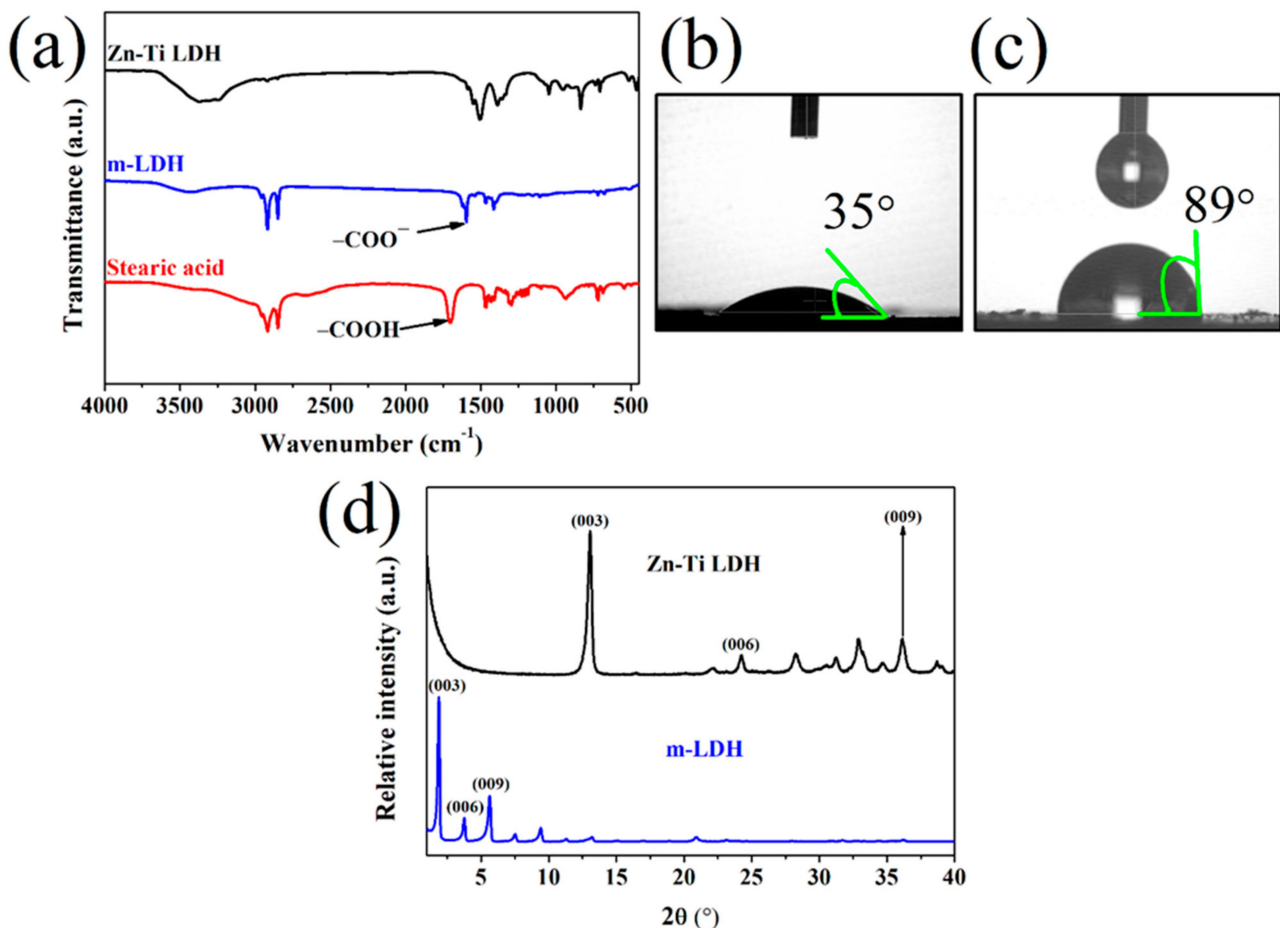 (a)
Zn-Ti LDH
m-LDH
–COO⁻
Stearic acid
–COOH
Transmittance (a.u.)
4000 3500 3000 2500 2000 1500 1000 500
Wavenumber (cm⁻¹)
(b)
35°
(c)
89°
(d)
(003)
(009)
Zn-Ti LDH
(006)
(003)
m-LDH
(009)
(006)
Relative intensity (a.u.)
5 10 15 20 25 30 35 40
2θ (°)